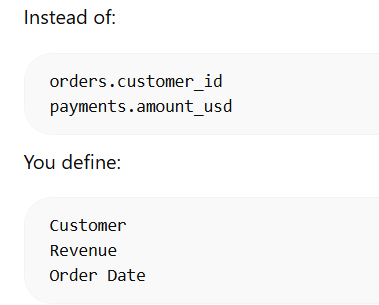 Instead of:
orders.customer_id
payments.amount_usd
You define:
Customer
Revenue
Order Date